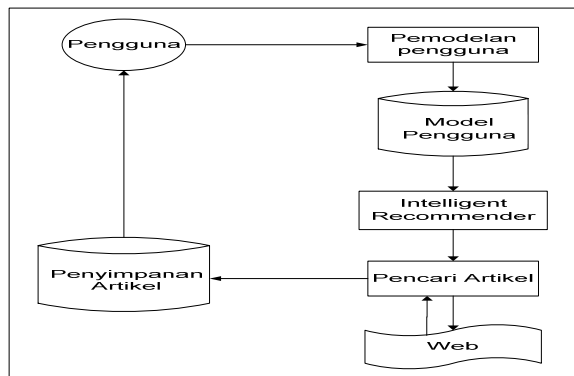 Pengguna
Pemodelan
pengguna
Model
Pengguna
Intelligent
Recommender
Pencari Artikel
Penyimpanan
Artikel
Web